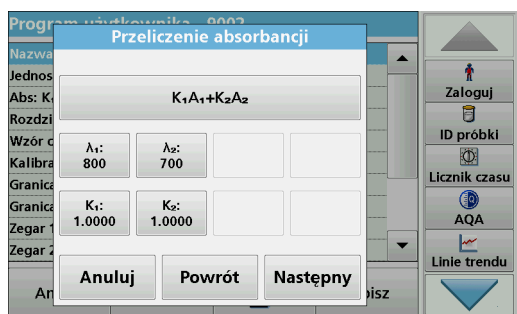 Program użytkownika 9002
Przeliczenie absorbancji
Nazwa
Jednos
Abs: K
Rozdzi
Wzór c
Kalibra
Granica
Granica
Zegar 1
Zegar 2
K₁A₁+K₂A₂
λ₁:
800
λ₂:
700
K₁:
1.0000
K₂:
1.0000
Anuluj
Powrót
Następny
An
pisz
Zaloguj
ID próbki
Licznik czasu
AQA
Linie trendu